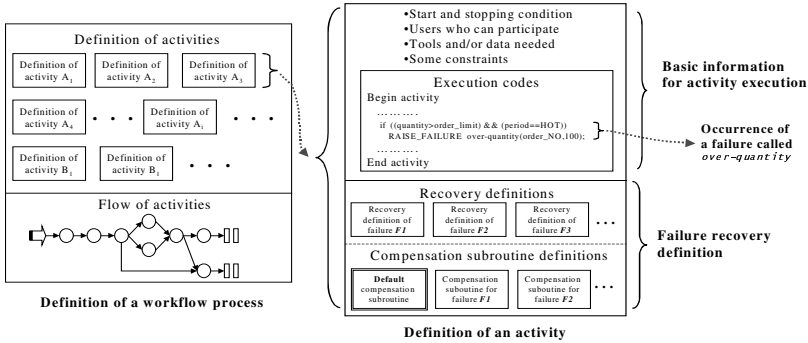 Definition of activities
Definition of
activity A1
Definition of
activity A2
Definition of
activity A3
Definition of
activity A4
• • •
Definition of
activity Ai
• • •
Definition of
activity B1
Definition of
activity B1
• • •
Flow of activities
Definition of a workflow process
•Start and stopping condition
•Users who can participate
•Tools and/or data needed
•Some constraints
Execution codes
Begin activity
……….
if ((quantity>order_limit) && (period==HOT))
RAISE_FAILURE over-quantity(order_NO,100);
……….
End activity
Recovery definitions
Recovery
definition of
failure F1
Recovery
definition of
failure F2
Recovery
definition of
failure F3
• • •
Compensation subroutine definitions
Default
compensation
subroutine
Compensation
subroutine for
failure F1
Compensation
subroutine for
failure F2
• • •
Definition of an activity
Basic information
for activity execution
Occurrence of
a failure called
over-quantity
Failure recovery
definition